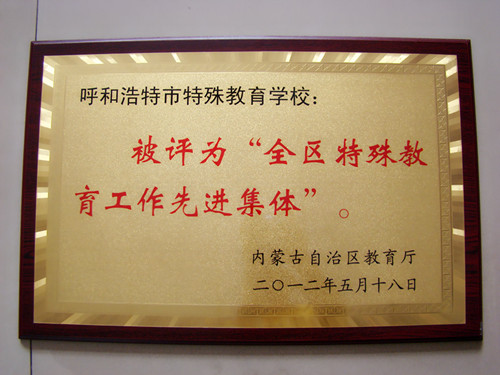 呼和浩特市特殊教育学校：
被评为“全区特殊教
育工作先进集体”。
内蒙古自治区教育厅
二〇一二年五月十八日